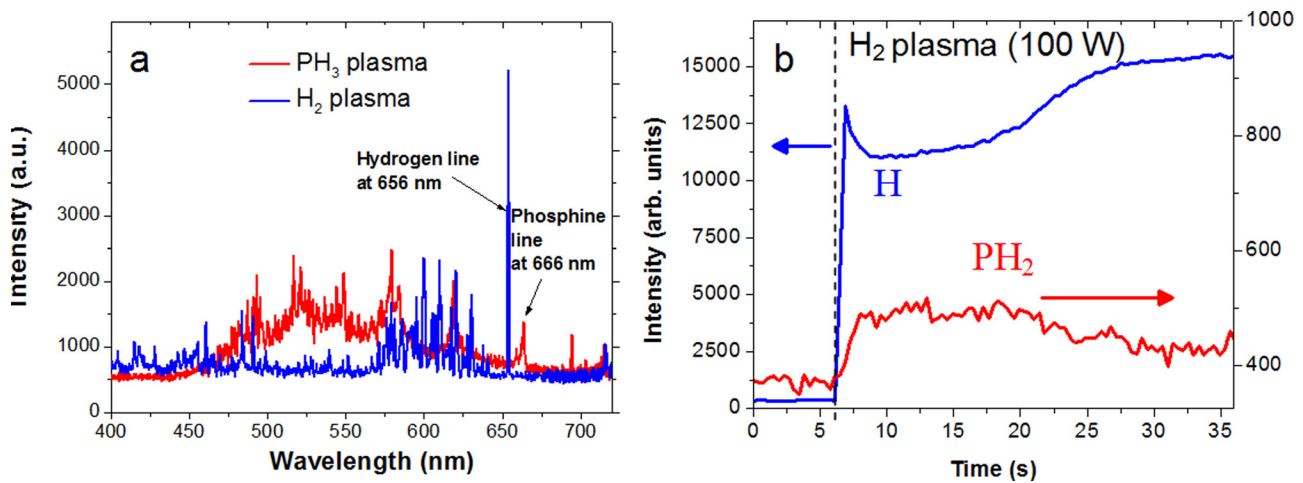 a
PH₃ plasma
H₂ plasma
Hydrogen line
at 656 nm
Phosphine
line
at 666 nm
5000
4000
3000
2000
1000
0
400 450 500 550 600 650 700
Wavelength (nm)
Intensity (a.u.)
b
H₂ plasma (100 W)
H
PH₂
15000
12500
10000
7500
5000
2500
0
1000
800
600
400
0 5 10 15 20 25 30 35
Time (s)
Intensity (arb. units)